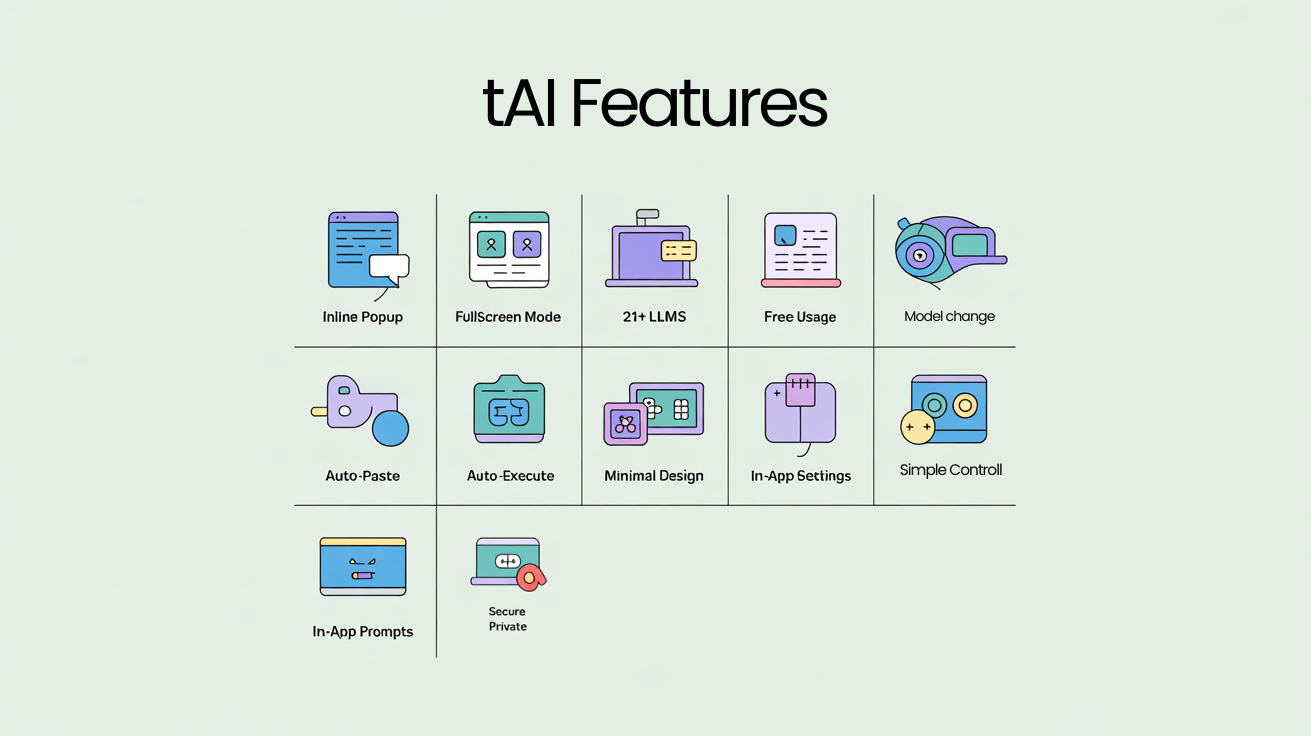 tAI Features
Inline Popup
FullScreen Mode
21+ LLMS
Free Usage
Model change
Auto-Paste
Auto-Execute
Minimal Design
In-App Settings
Simple Controll
In-App Prompts
Secure
Private